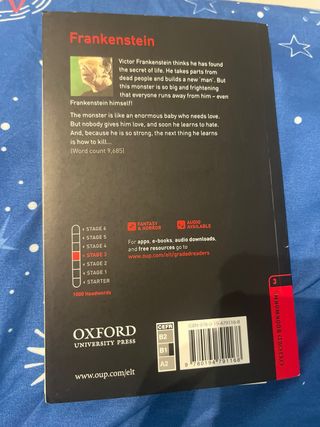 Frankenstein
Victor Frankenstein thinks he has found
the secret of life. He takes parts from
dead people and builds a new 'man'. But
this monster is so big and frightening
that everyone runs away from him – even
Frankenstein himself!
The monster is like an enormous baby who needs love.
But nobody gives him love, and soon he learns to hate.
And, because he is so strong, the next thing he learns
is how to kill...
(Word count 9,685)
STAGE 6
STAGE 5
STAGE 4
STAGE 3
STAGE 2
STAGE 1
STARTER
1000 Headwords
FANTASY
& HORROR
AUDIO
AVAILABLE
For apps, e-books, audio downloads,
and free resources go to
www.oup.com/elt/gradedreaders
3
OXFORD BOOKWORMS
OXFORD
UNIVERSITY PRESS
www.oup.com/elt
CEFR
B2
B1
A2
9 780194 791168